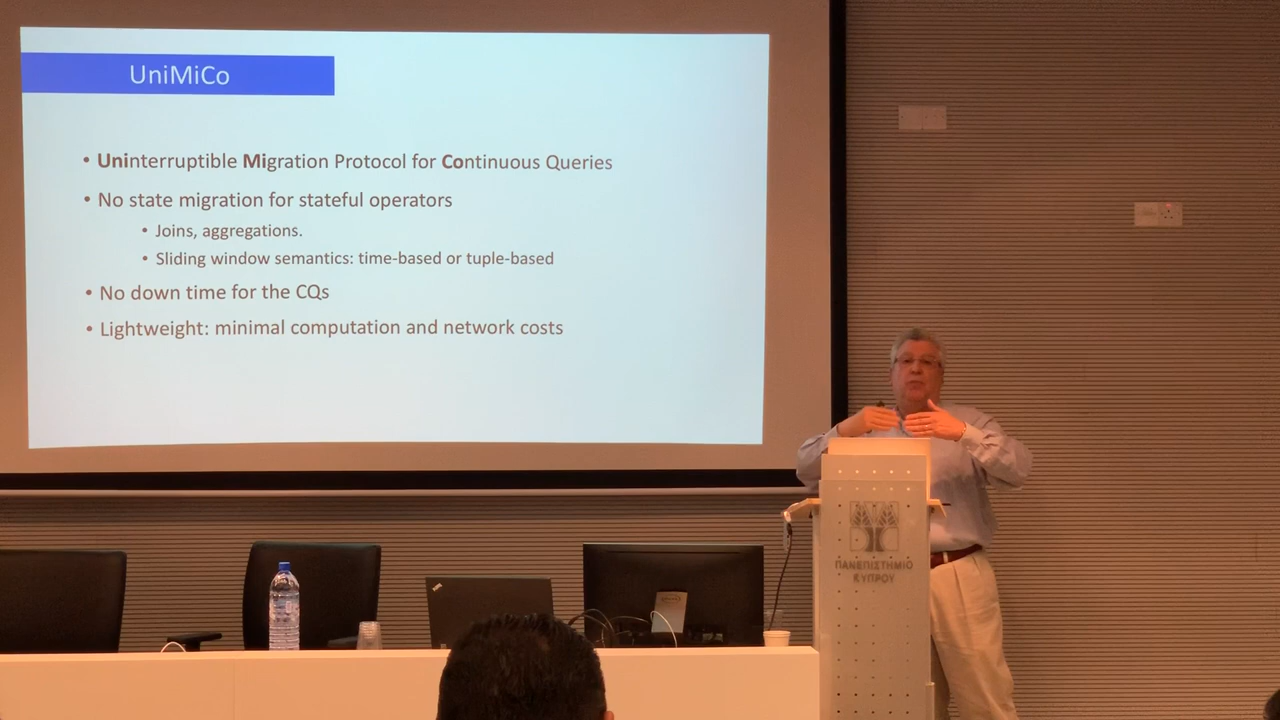 UniMiCo
• Uninterruptible Migration Protocol for Continuous Queries
• No state migration for stateful operators
• Joins, aggregations.
• Sliding window semantics: time-based or tuple-based
• No down time for the CQs
• Lightweight: minimal computation and network costs
ΠΑΝΕΠΙΣΤΗΜΙΟ
ΚΥΠΡΟΥ